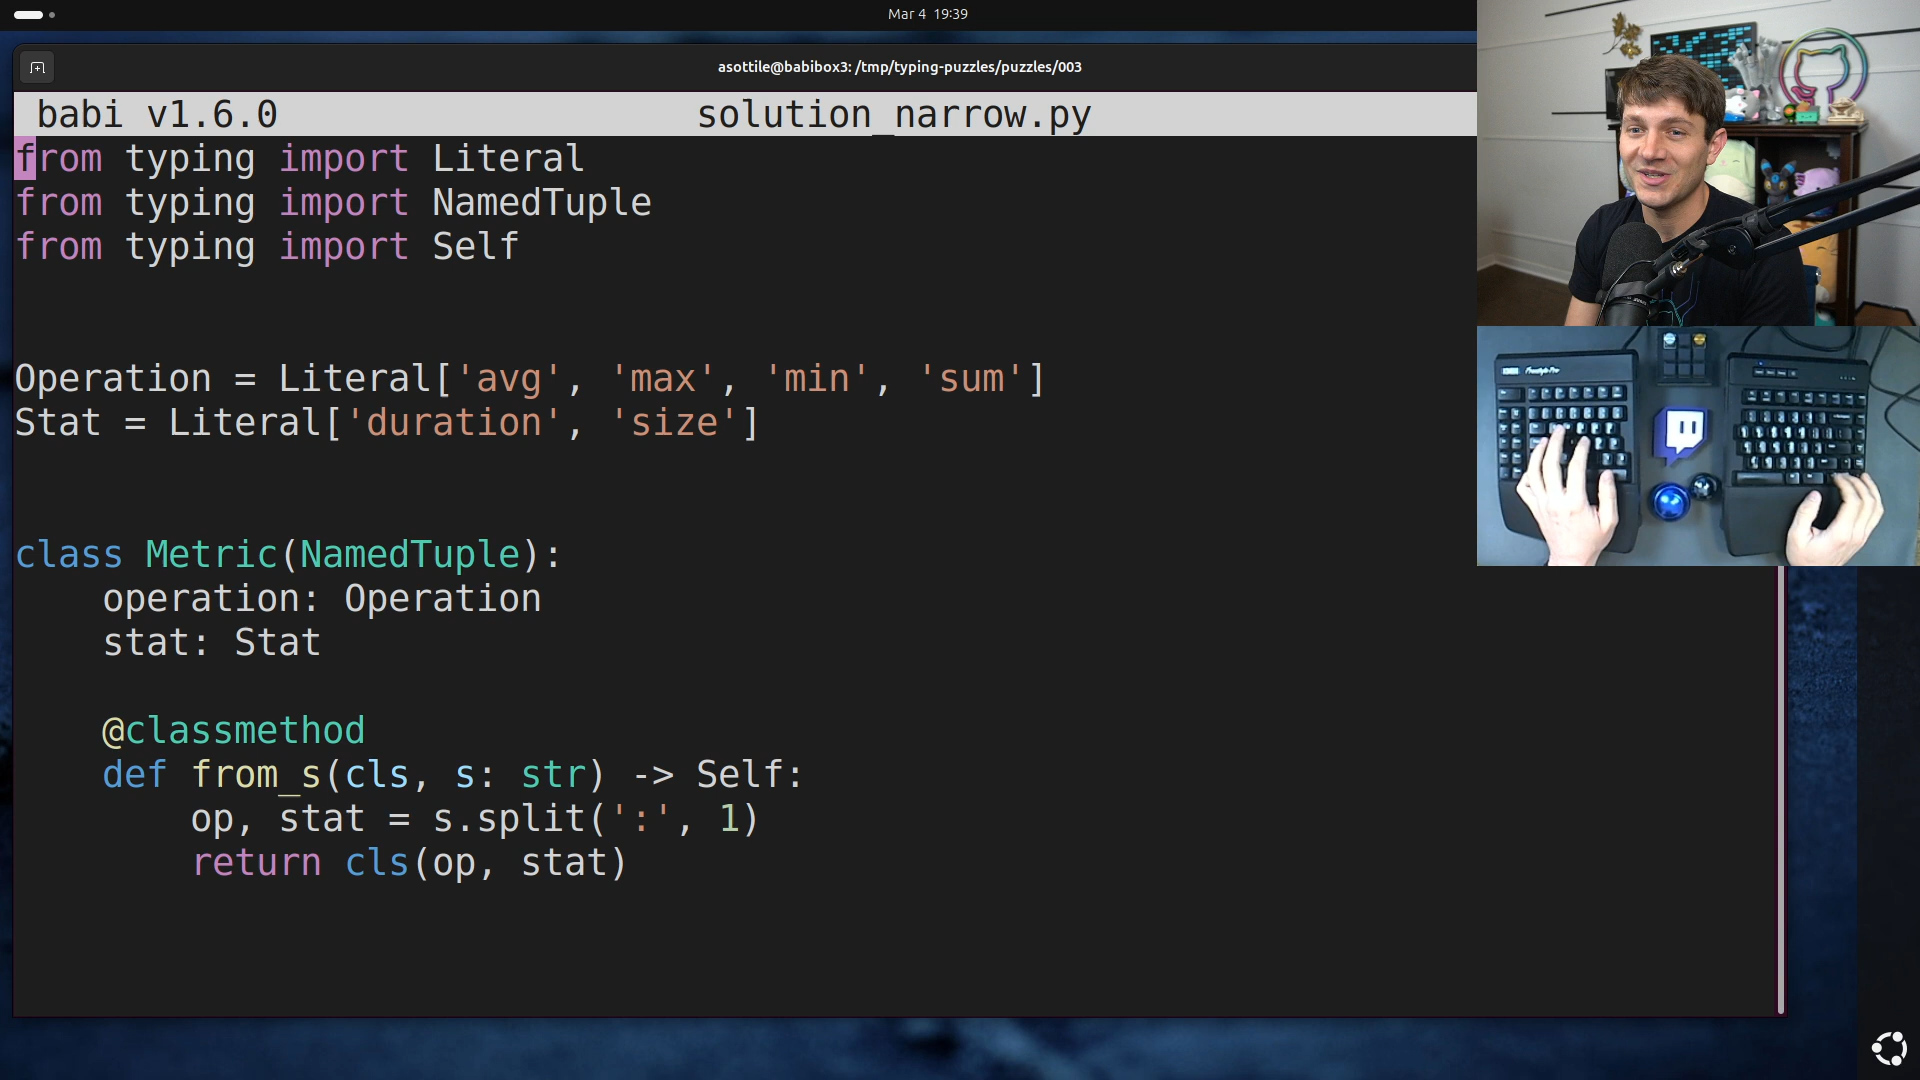 Mar 4 19:39
asottile@babibox3: /tmp/typing-puzzles/puzzles/003
babi v1.6.0 solution_narrow.py
from typing import Literal
from typing import NamedTuple
from typing import Self
Operation = Literal['avg', 'max', 'min', 'sum']
Stat = Literal['duration', 'size']
class Metric(NamedTuple):
operation: Operation
stat: Stat
@classmethod
def from_s(cls, s: str) -> Self:
op, stat = s.split(':', 1)
return cls(op, stat)